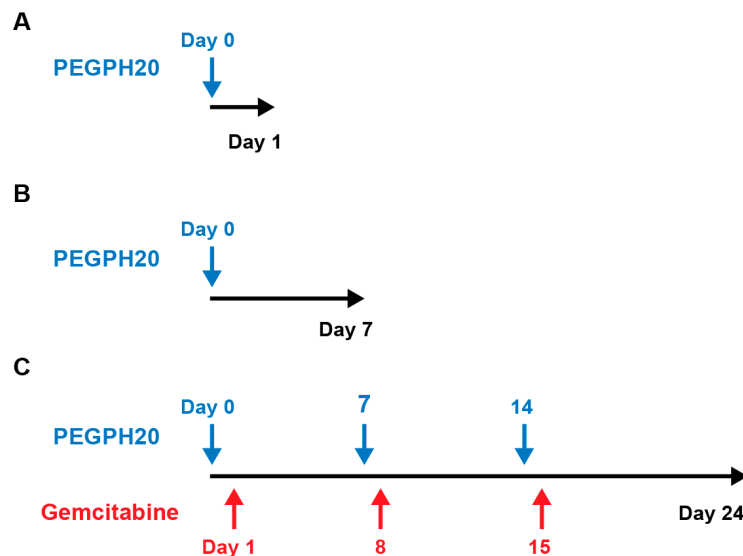 A
Day 0
PEGPH20
Day 1
B
Day 0
PEGPH20
Day 7
C
Day 0 7 14
PEGPH20
Gemcitabine
Day 24
Day 1 8 15